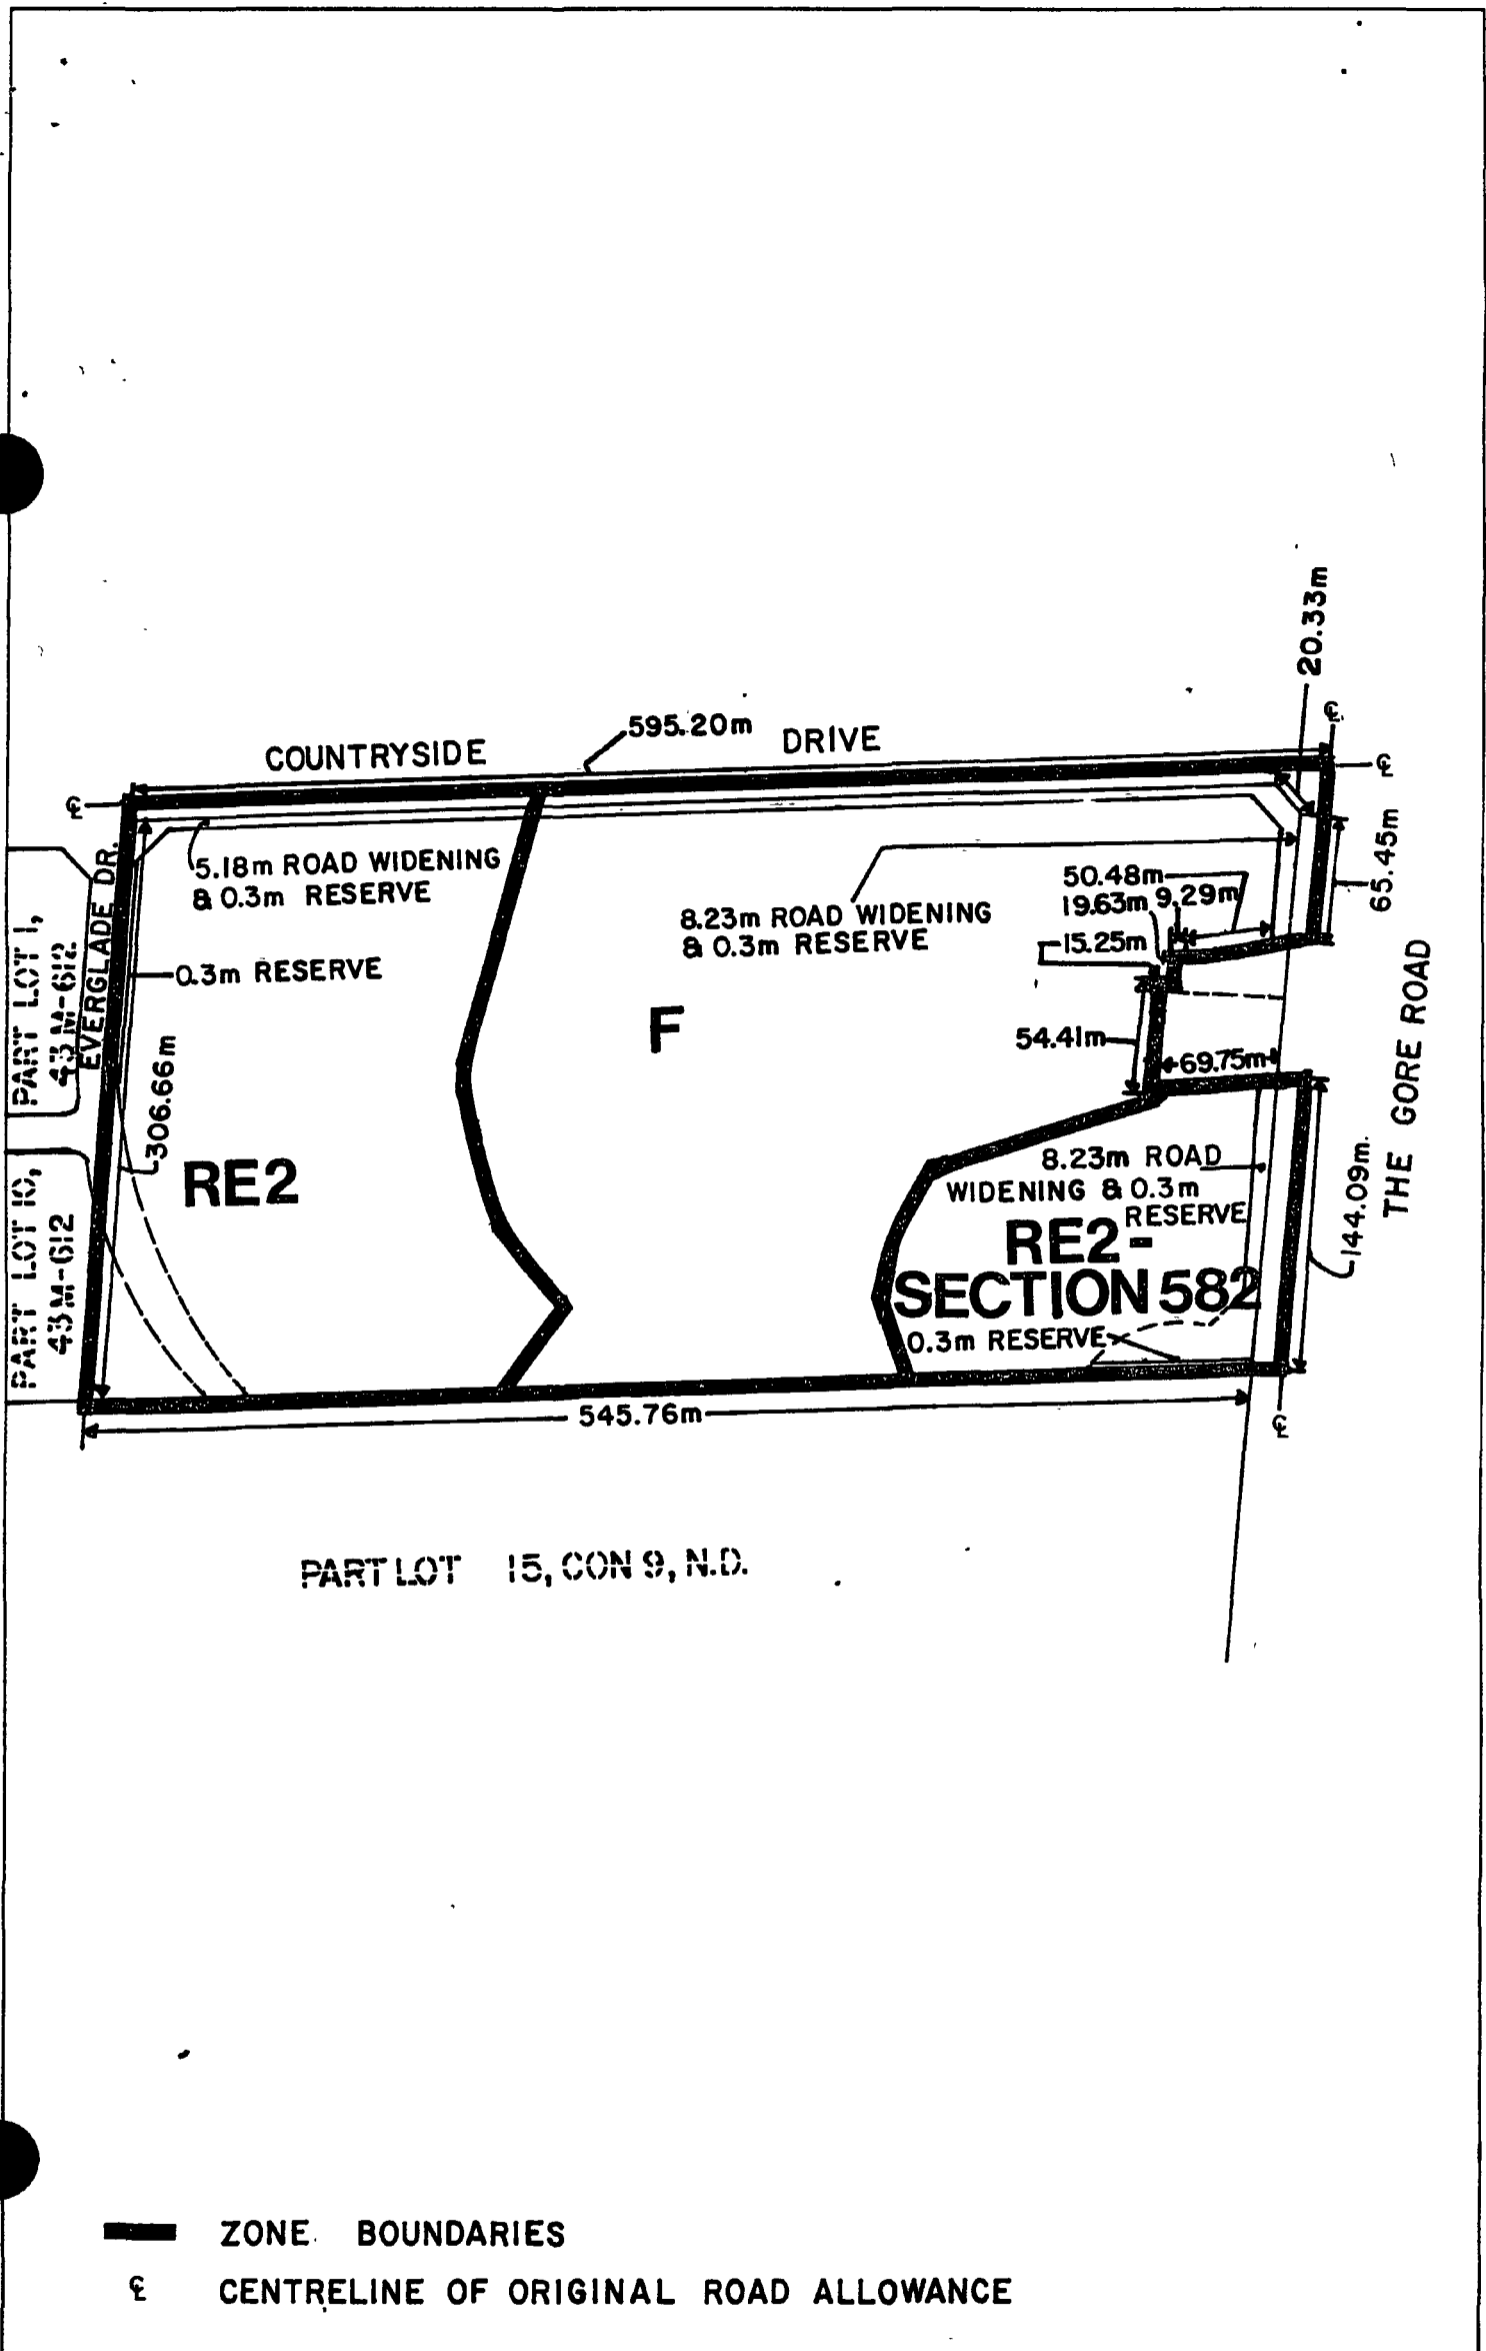 20.33m
℄
595.20m
COUNTRYSIDE DRIVE
℄
℄
65.45m
EVERGLADE DR.
5.18m ROAD WIDENING
& 0.3m RESERVE
50.48m
19.63m 9.29m
8.23m ROAD WIDENING
& 0.3m RESERVE
15.25m
0.3m RESERVE
PART LOT 1,
43M-612
F
54.41m
69.75m
THE GORE ROAD
306.66m
RE2
8.23m ROAD
WIDENING & 0.3m
RESERVE
144.09m.
PART LOT 10,
43M-612
RE2-
SECTION 582
0.3m RESERVE
545.76m
℄
PART LOT 15, CON 9, N.D.
ZONE BOUNDARIES
℄ CENTRELINE OF ORIGINAL ROAD ALLOWANCE